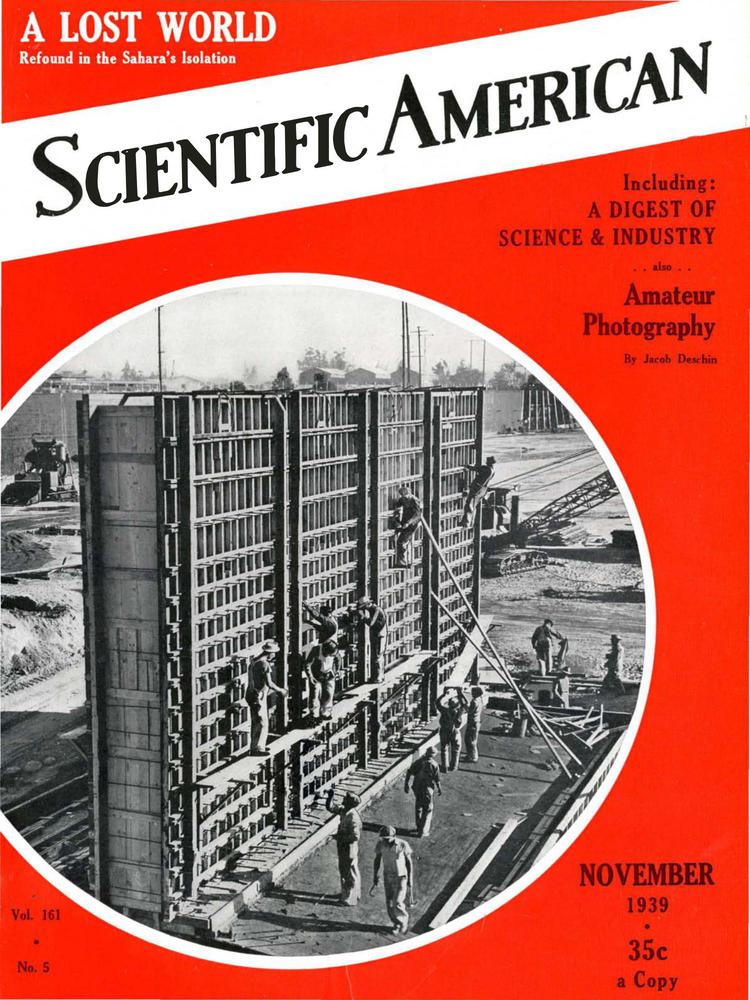 A LOST WORLD
Refound in the Sahara's Isolation
SCIENTIFIC AMERICAN
Including:
A DIGEST OF
SCIENCE & INDUSTRY
. . also . .
Amateur
Photography
By Jacob Deschin
NOVEMBER
1939
•
35c
a Copy
Vol. 161
•
No. 5